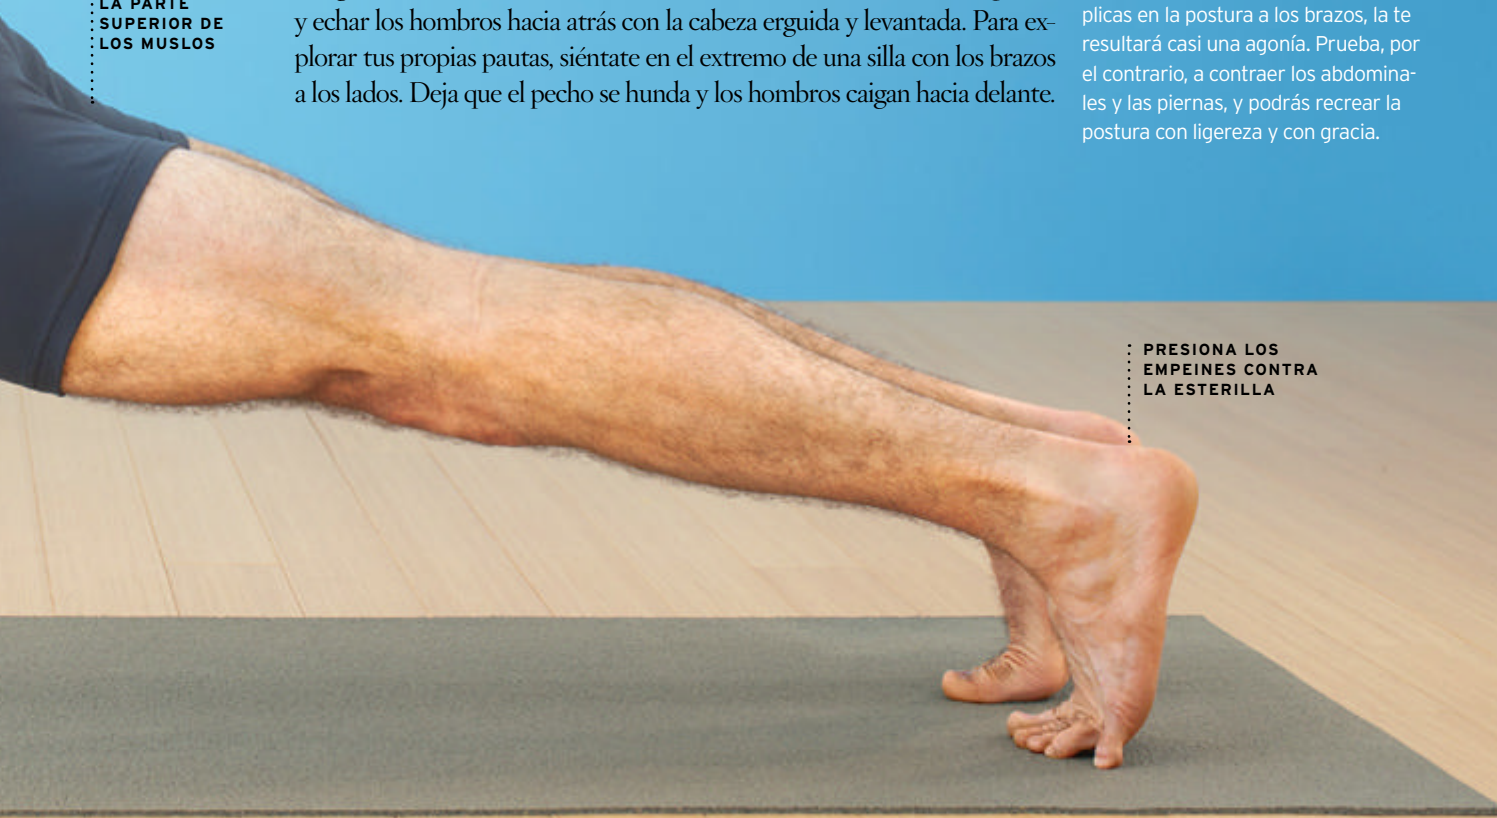 LA PARTE
SUPERIOR DE
LOS MUSLOS
y echar los hombros hacia atrás con la cabeza erguida y levantada. Para ex-
plorar tus propias pautas, siéntate en el extremo de una silla con los brazos
a los lados. Deja que el pecho se hunda y los hombros caigan hacia delante.
plicas en la postura a los brazos, la te
resultará casi una agonía. Prueba, por
el contrario, a contraer los abdomina-
les y las piernas, y podrás recrear la
postura con ligereza y con gracia.
PRESIONA LOS
EMPEINES CONTRA
LA ESTERILLA